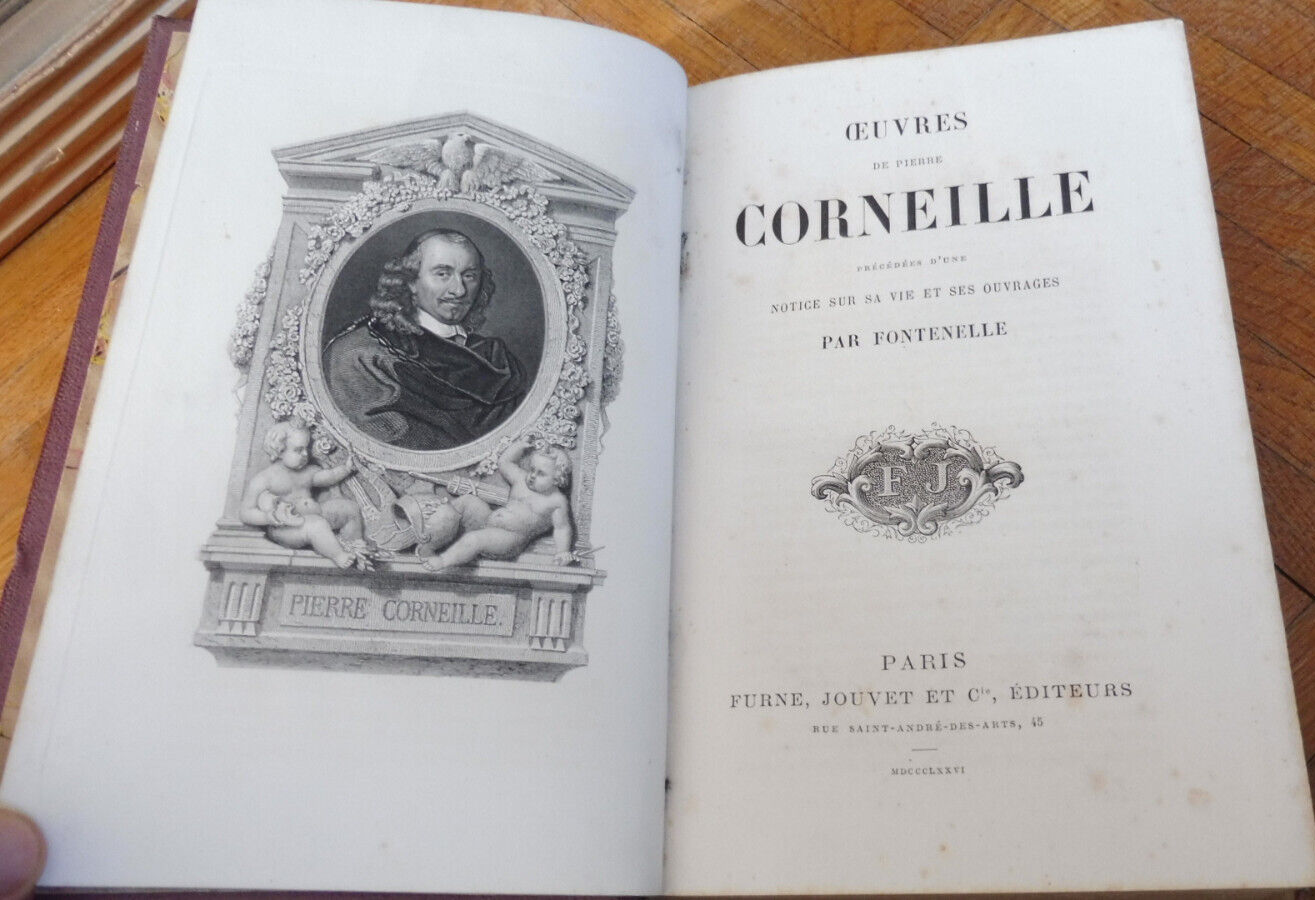 PIERRE CORNEILLE.
ŒUVRES
DE PIERRE
CORNEILLE
PRÉCÉDÉES D'UNE
NOTICE SUR SA VIE ET SES OUVRAGES
PAR FONTENELLE
FJ
PARIS
FURNE, JOUVET ET Cie, ÉDITEURS
RUE SAINT-ANDRÉ-DES-ARTS, 45
MDCCCLXXVI